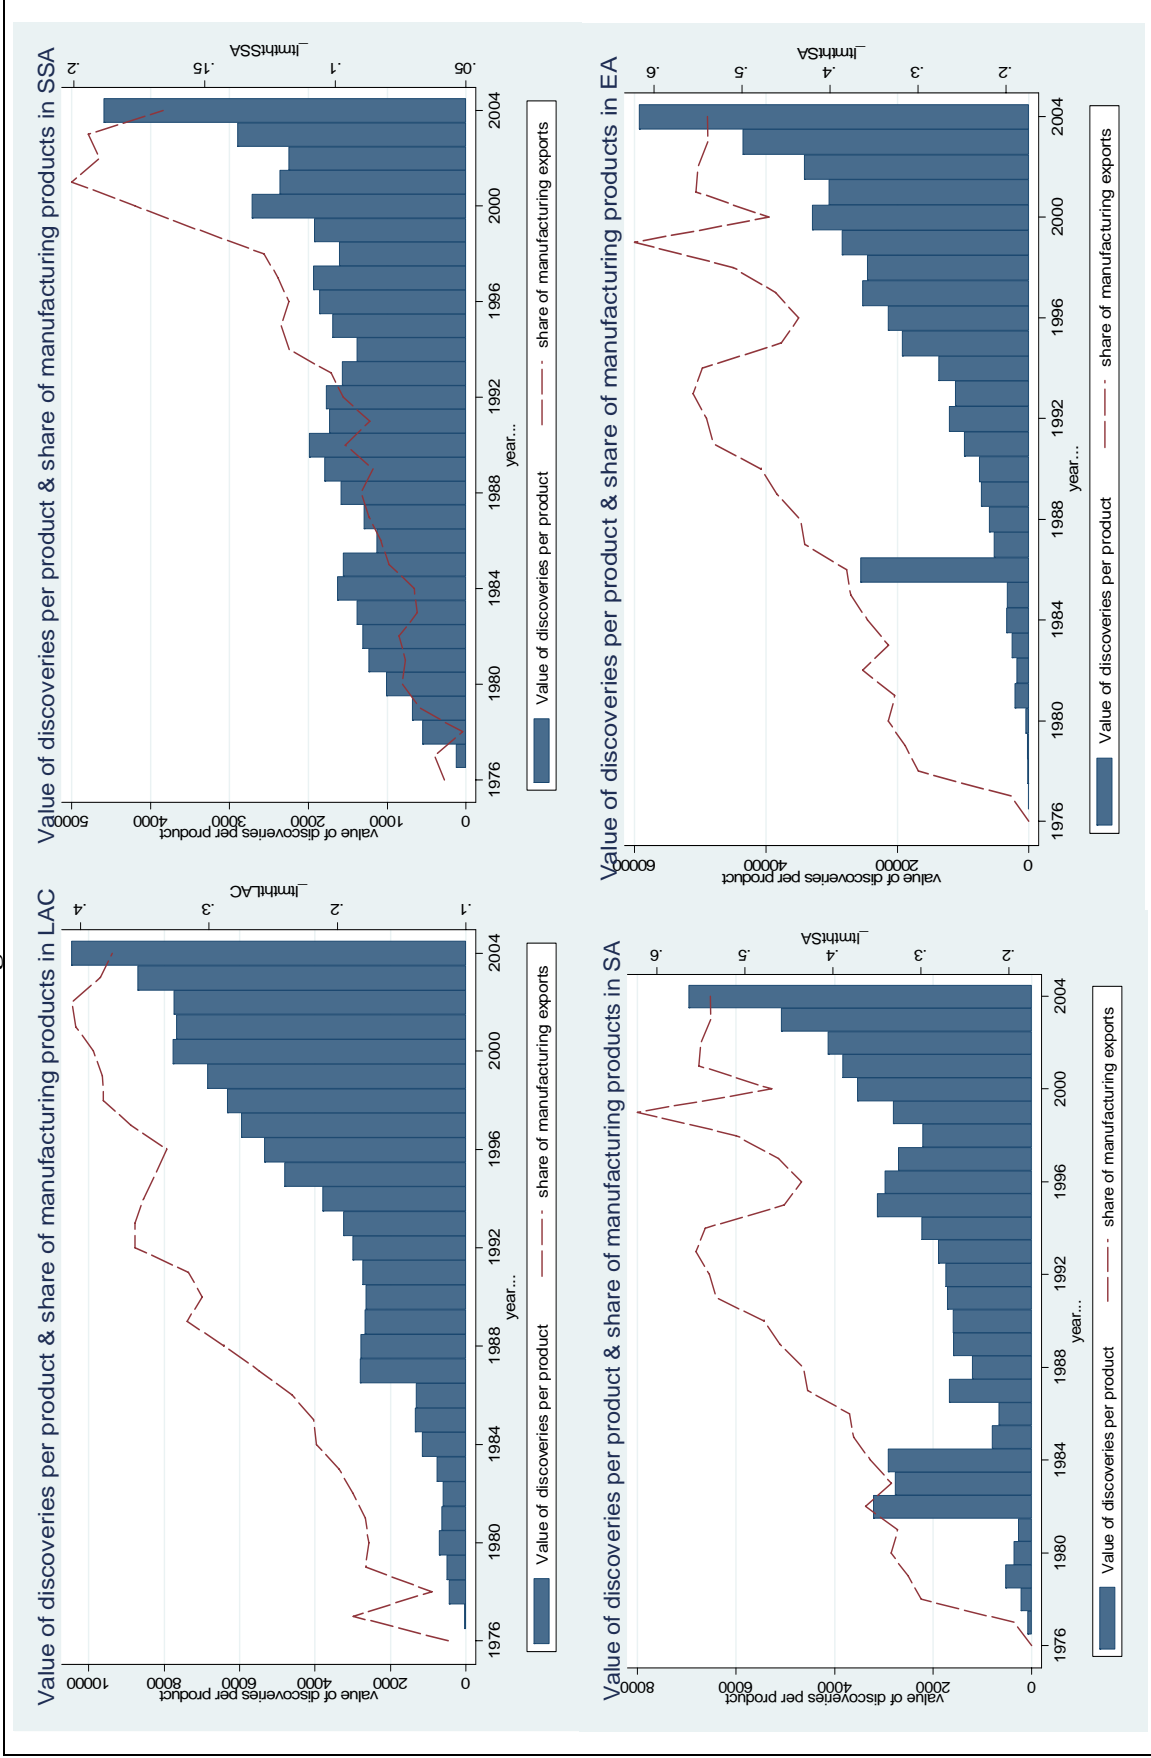 Value of discoveries per product & share of manufacturing products in LAC
value of discoveries per product
0 2000 4000 6000 8000 10000
.1 .2 .3 .4
_ltmthtLAC
1976 1980 1984 1988 1992 1996 2000 2004
year...
Value of discoveries per product share of manufacturing exports
Value of discoveries per product & share of manufacturing products in SSA
value of discoveries per product
0 1000 2000 3000 4000 5000
.05 .1 .15 .2
_ltmthtSSA
1976 1980 1984 1988 1992 1996 2000 2004
year...
Value of discoveries per product share of manufacturing exports
Value of discoveries per product & share of manufacturing products in SA
value of discoveries per product
0 2000 4000 6000 8000
.2 .3 .4 .5 .6
_ltmthtSA
1976 1980 1984 1988 1992 1996 2000 2004
year...
Value of discoveries per product share of manufacturing exports
Value of discoveries per product & share of manufacturing products in EA
value of discoveries per product
0 20000 40000 60000
.2 .3 .4 .5 .6
_ltmthtSA
1976 1980 1984 1988 1992 1996 2000 2004
year...
Value of discoveries per product share of manufacturing exports